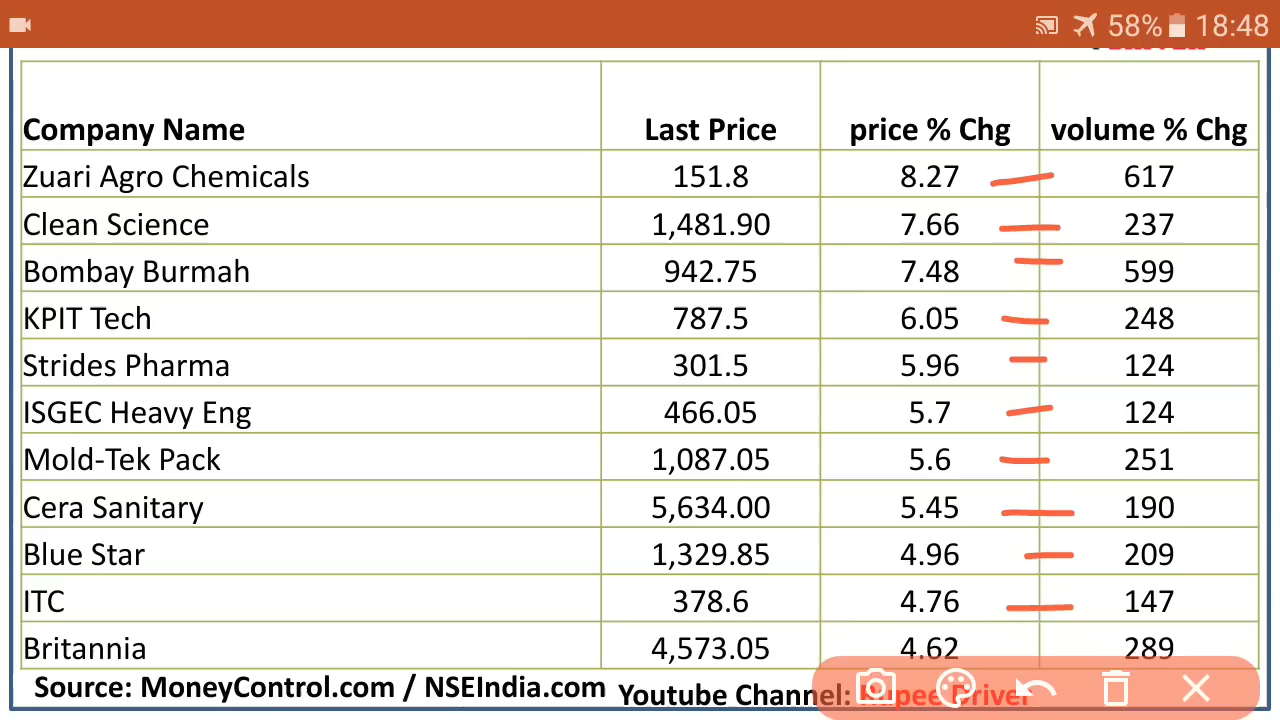 58% 18:48
Company Name Last Price price % Chg volume % Chg
Zuari Agro Chemicals 151.8 8.27 617
Clean Science 1,481.90 7.66 237
Bombay Burmah 942.75 7.48 599
KPIT Tech 787.5 6.05 248
Strides Pharma 301.5 5.96 124
ISGEC Heavy Eng 466.05 5.7 124
Mold-Tek Pack 1,087.05 5.6 251
Cera Sanitary 5,634.00 5.45 190
Blue Star 1,329.85 4.96 209
ITC 378.6 4.76 147
Britannia 4,573.05 4.62 289
Source: MoneyControl.com / NSEIndia.com Youtube Channel: Rupee Driver